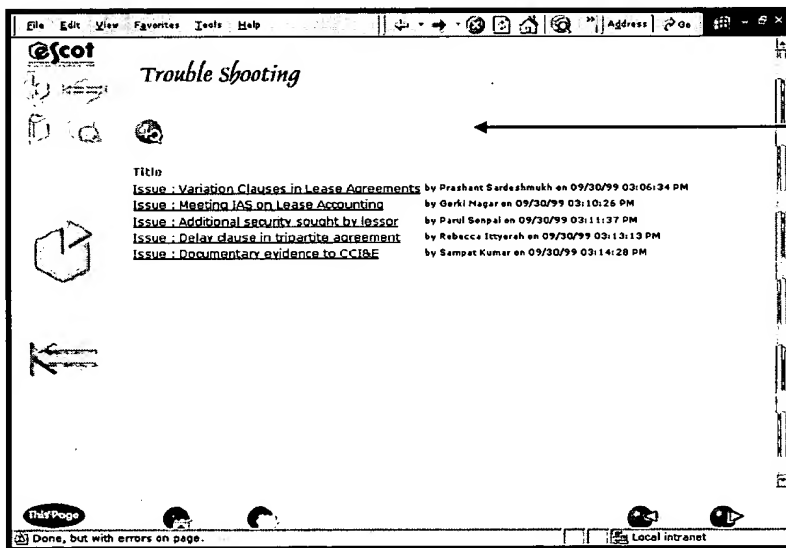 File Edit View Favorites Tools Help
Address Go
escot
Trouble Shooting
Title
Issue : Variation Clauses in Lease Agreements by Prashant Sardeshmukh on 09/30/99 03:06:34 PM
Issue : Meeting IAS on Lease Accounting by Gerki Nagar on 09/30/99 03:10:26 PM
Issue : Additional security sought by lessor by Parul Sonpal on 09/30/99 03:11:37 PM
Issue : Delay clause in tripartite agreement by Rebecca Ittyerah on 09/30/99 03:13:13 PM
Issue : Documentary evidence to CCI&E by Sampat Kumar on 09/30/99 03:14:28 PM
This Page
Done, but with errors on page. Local intranet